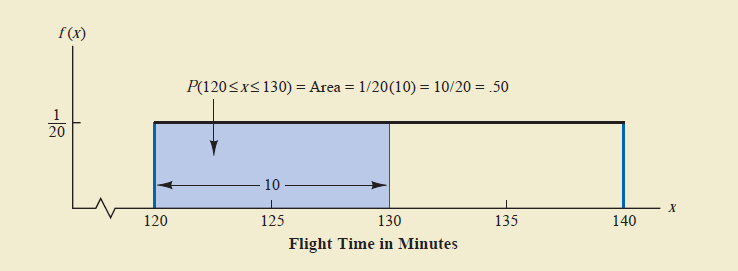 f(x)
P(120≤x≤130) = Area = 1/20(10) = 10/20 = .50
1
20
10
x
120 125 130 135 140
Flight Time in Minutes